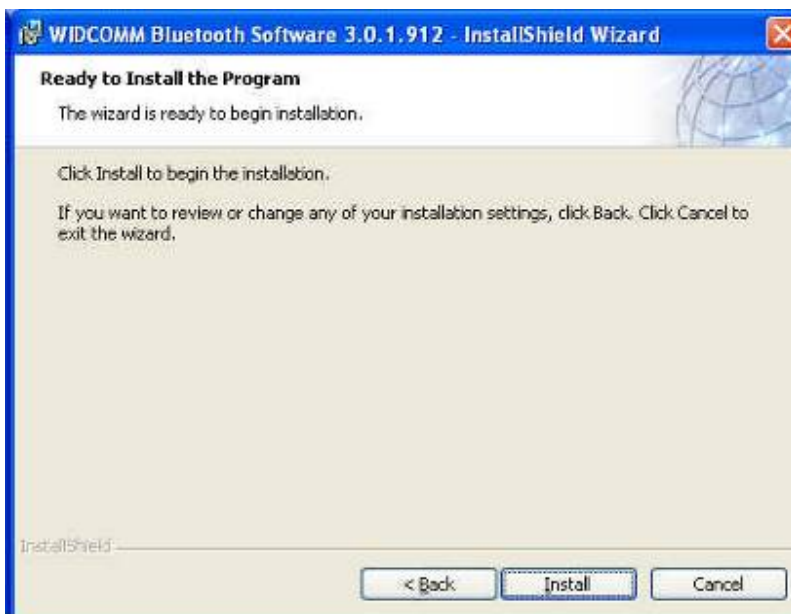 WIDCOMM Bluetooth Software 3.0.1.912 - InstallShield Wizard
Ready to Install the Program
The wizard is ready to begin installation.
Click Install to begin the installation.
If you want to review or change any of your installation settings, click Back. Click Cancel to
exit the wizard.
InstallShield
< Back
Install
Cancel